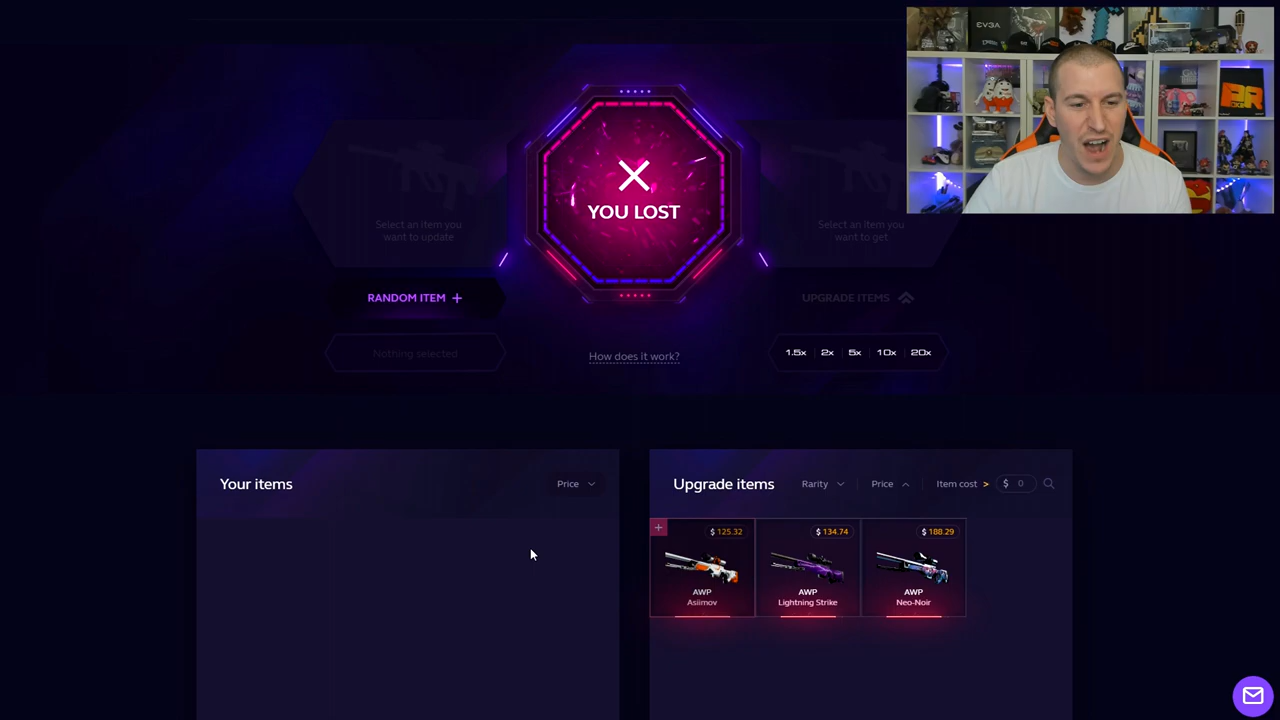 EVGA
YOU LOST
Select an item you
want to update
Select an item you
want to get
RANDOM ITEM +
UPGRADE ITEMS
Nothing selected
How does it work?
1.5x 2x 5x 10x 20x
Your items
Price
Upgrade items
Rarity
Price
Item cost >
$ 0
$ 125.32
$ 134.74
$ 188.29
AWP
Asiimov
AWP
Lightning Strike
AWP
Neo-Noir